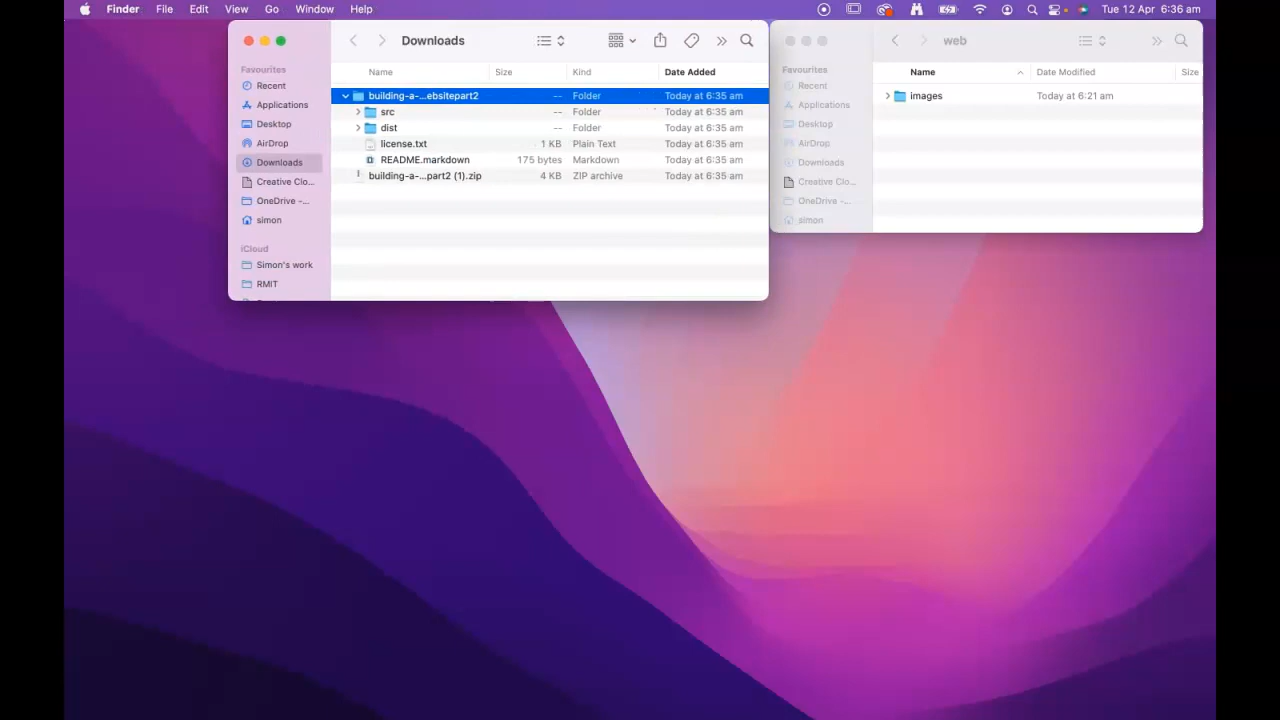 Finder File Edit View Go Window Help Tue 12 Apr 6:36 am
Downloads
Favourites
Recent
Applications
Desktop
AirDrop
Downloads
Creative Clo...
OneDrive -...
simon
iCloud
Simon's work
RMIT
Name Size Kind Date Added
building-a-...ebsitepart2 -- Folder Today at 6:35 am
src -- Folder Today at 6:35 am
dist -- Folder Today at 6:35 am
license.txt 1 KB Plain Text Today at 6:35 am
README.markdown 175 bytes Markdown Today at 6:35 am
building-a-...part2 (1).zip 4 KB ZIP archive Today at 6:35 am
web
Favourites
Recent
Applications
Desktop
AirDrop
Downloads
Creative Clo...
OneDrive -...
simon
Name Date Modified Size
images Today at 6:21 am